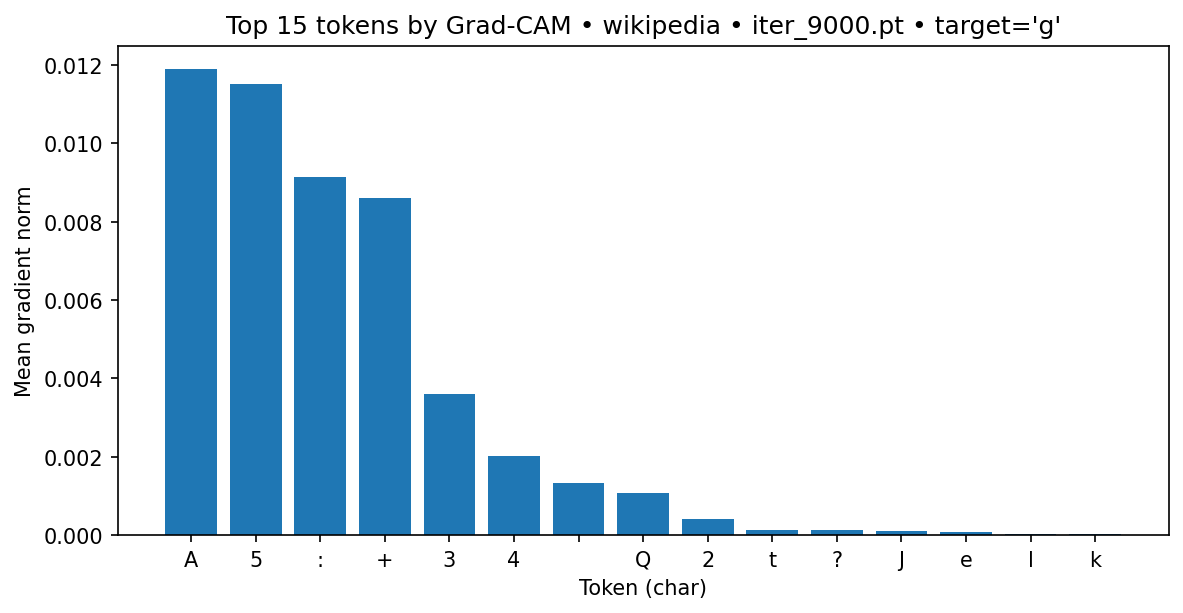 Top 15 tokens by Grad-CAM • wikipedia • iter_9000.pt • target='g'
0.012
0.010
0.008
0.006
0.004
0.002
0.000
Mean gradient norm
A 5 : + 3 4 Q 2 t ? J e l k
Token (char)